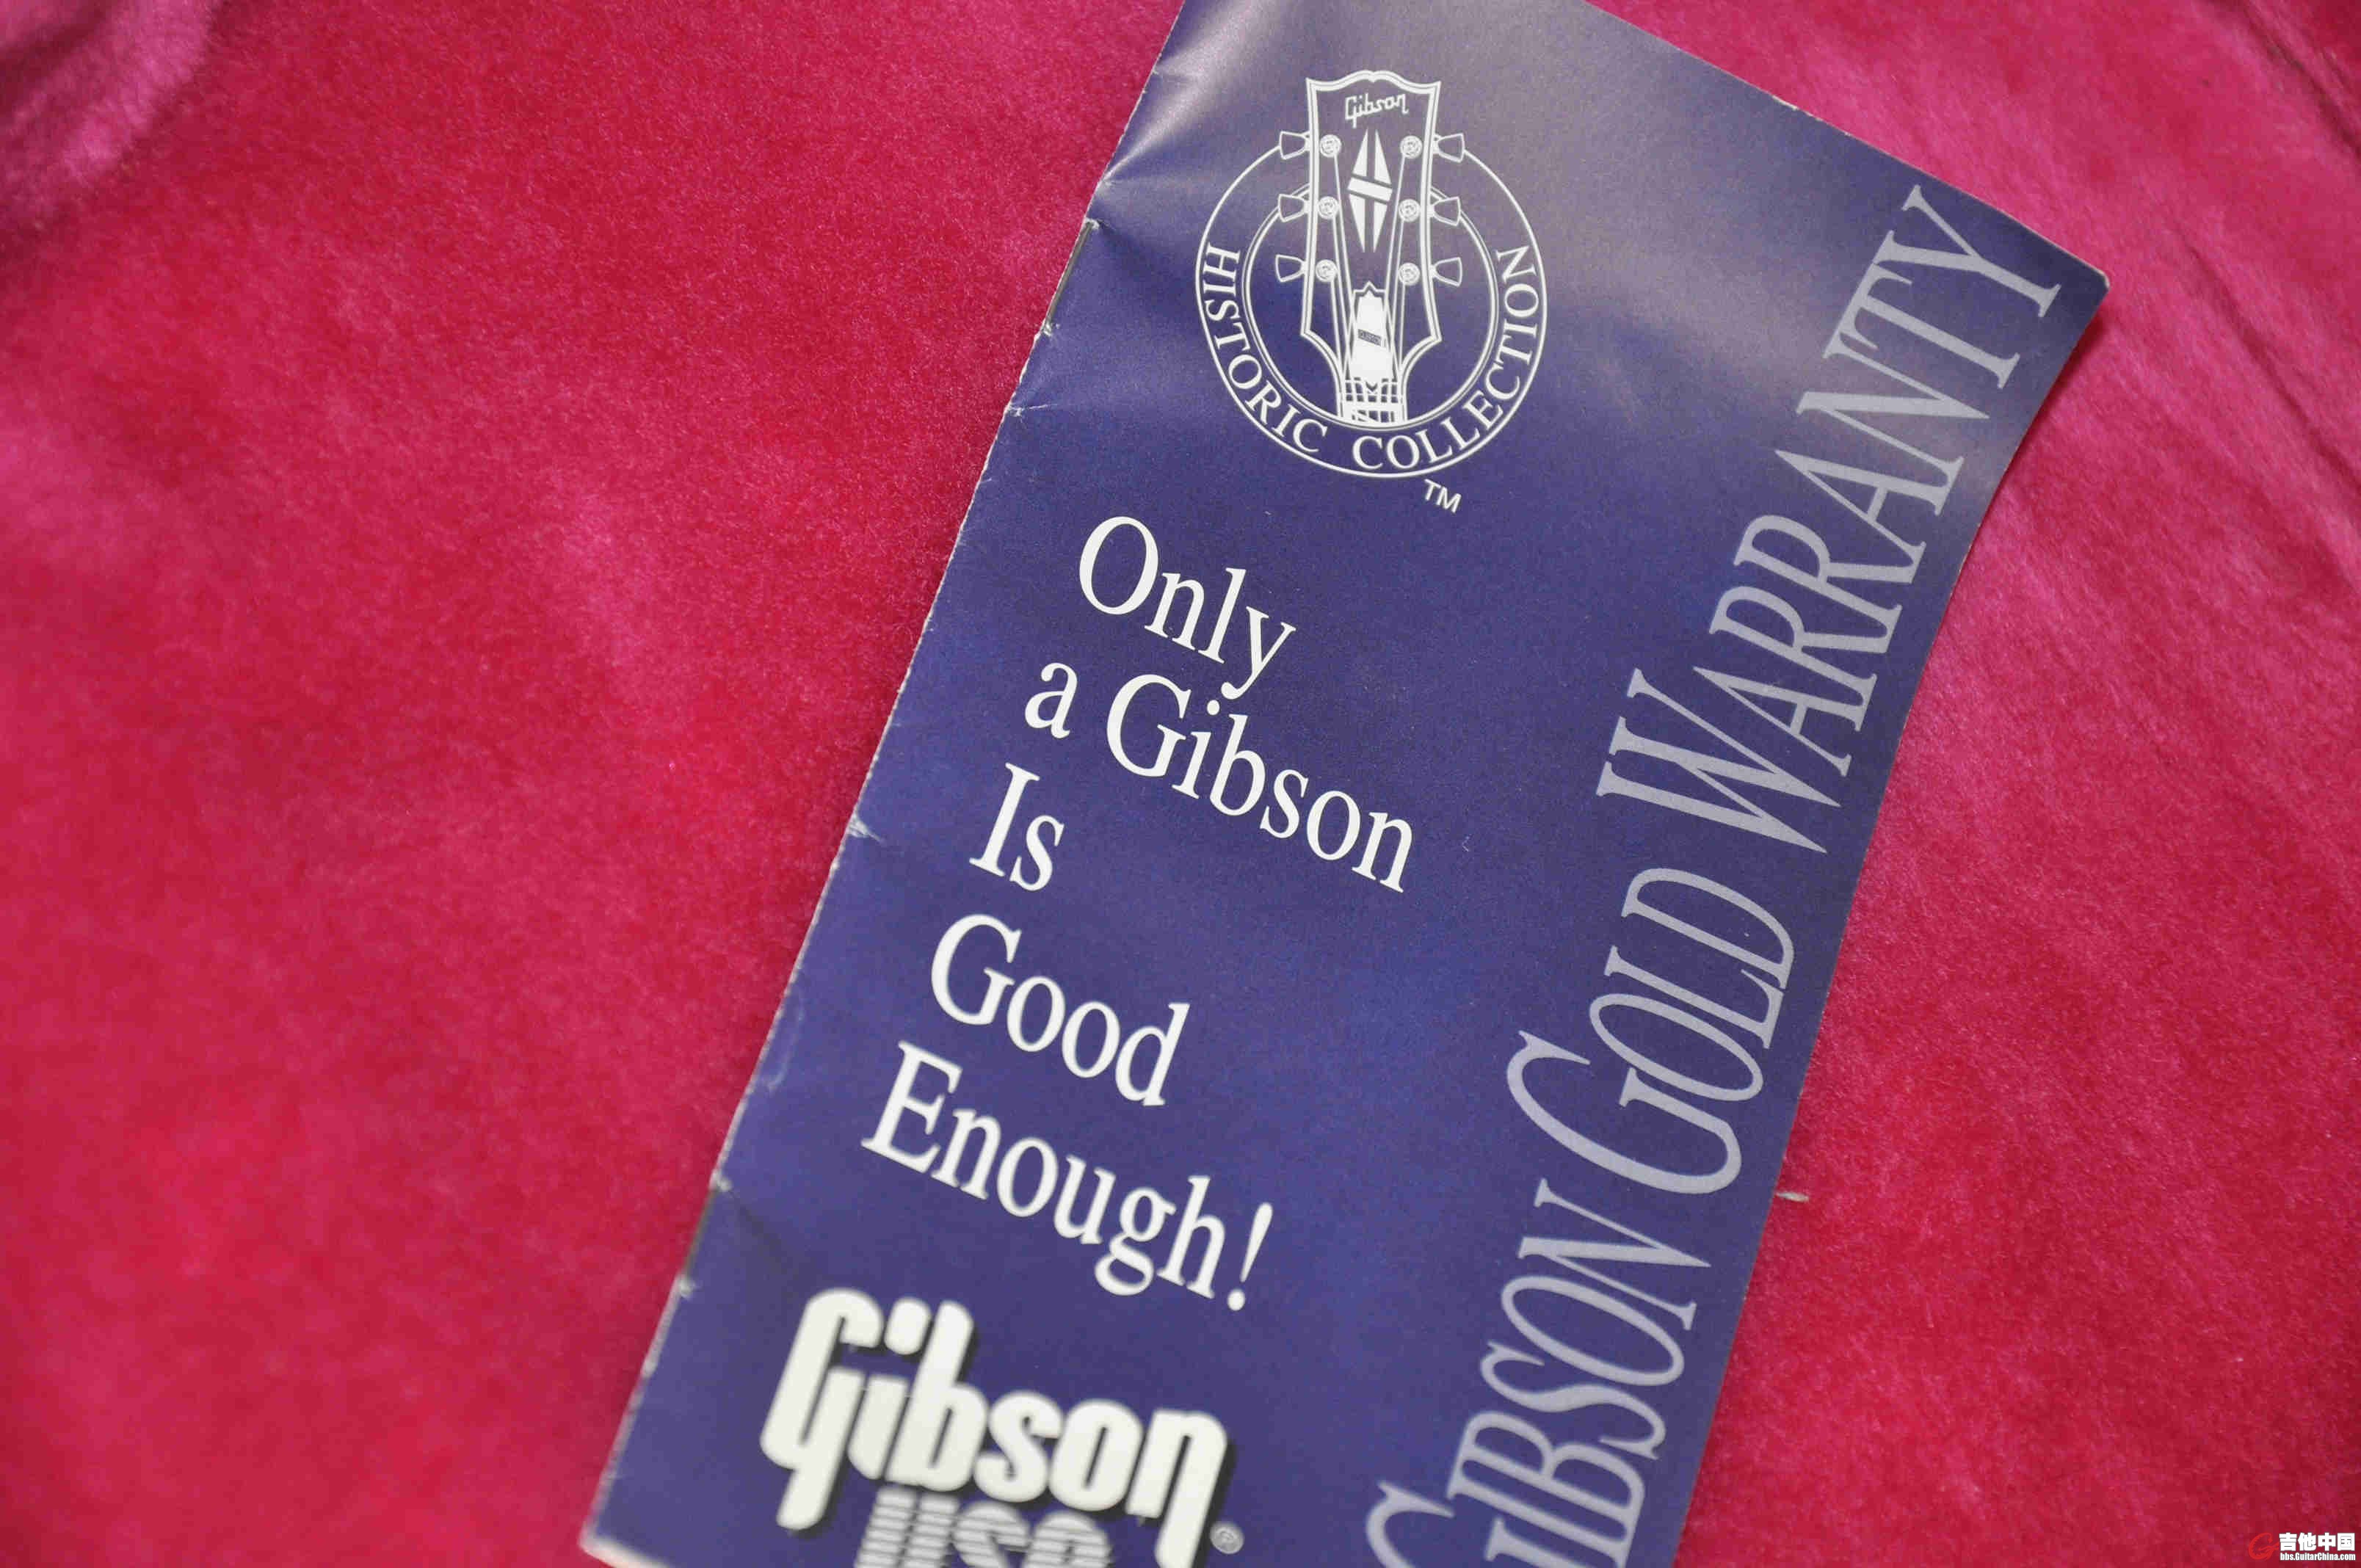 Gibson
HISTORIC COLLECTION
TM
Only
a Gibson
Is
Good
Enough!
Gibson
USA
®
GIBSON GOLD WARRANTY
吉他中国
bbs.GuitarChina.com